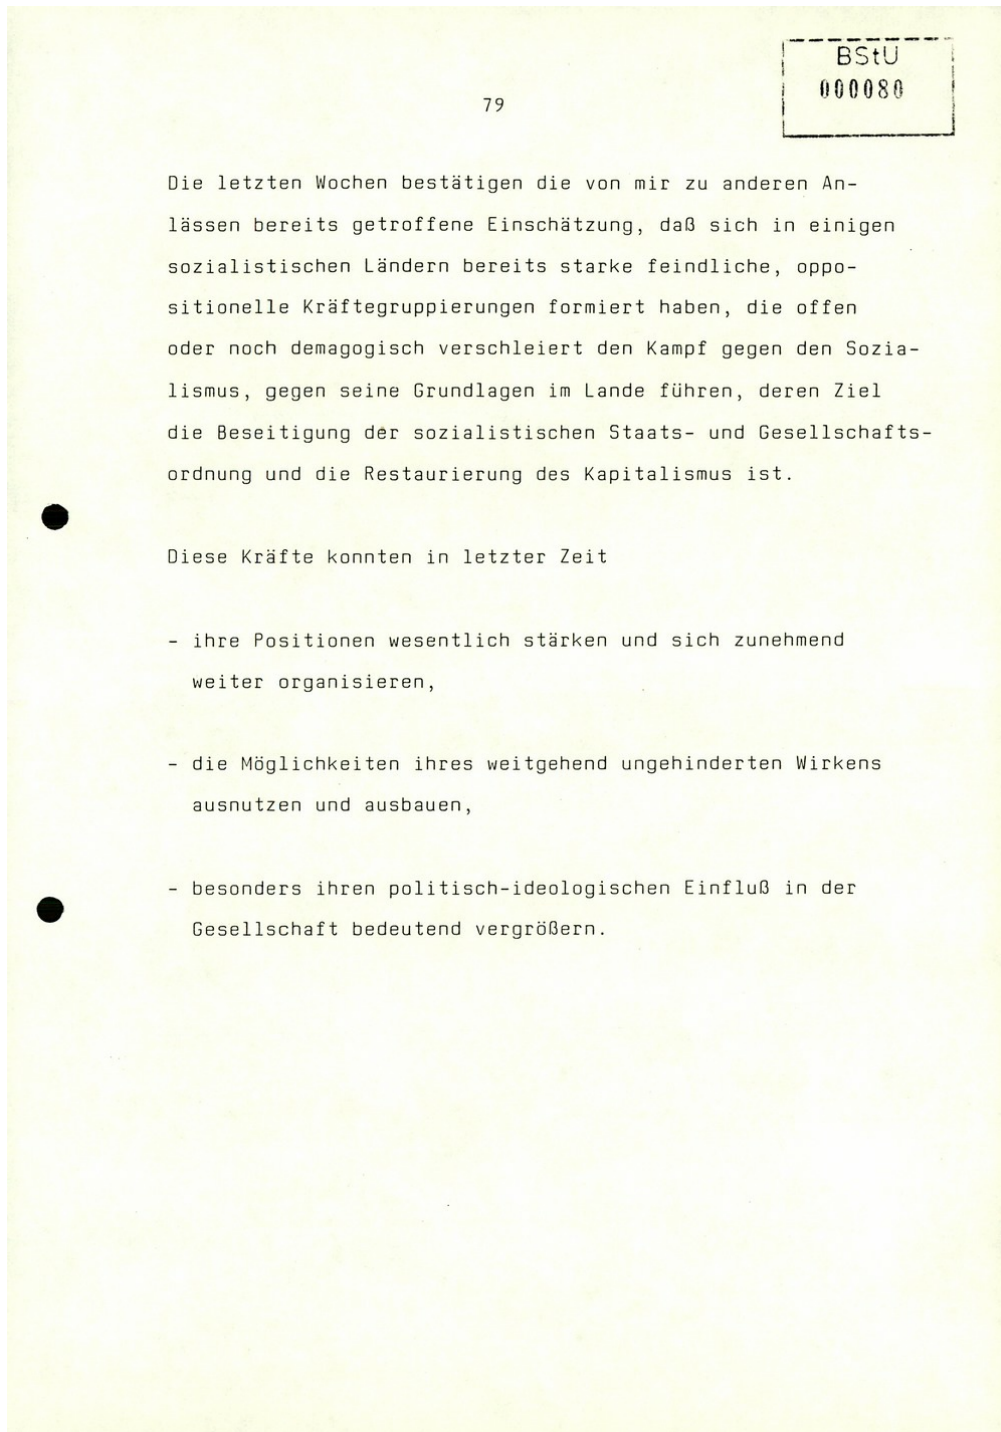 BStU
000080
79
Die letzten Wochen bestätigen die von mir zu anderen An-
lässen bereits getroffene Einschätzung, daß sich in einigen
sozialistischen Ländern bereits starke feindliche, oppo-
sitionelle Kräftegruppierungen formiert haben, die offen
oder noch demagogisch verschleiert den Kampf gegen den Sozia-
lismus, gegen seine Grundlagen im Lande führen, deren Ziel
die Beseitigung der sozialistischen Staats- und Gesellschafts-
ordnung und die Restaurierung des Kapitalismus ist.
Diese Kräfte konnten in letzter Zeit
- ihre Positionen wesentlich stärken und sich zunehmend
weiter organisieren,
- die Möglichkeiten ihres weitgehend ungehinderten Wirkens
ausnutzen und ausbauen,
- besonders ihren politisch-ideologischen Einfluß in der
Gesellschaft bedeutend vergrößern.